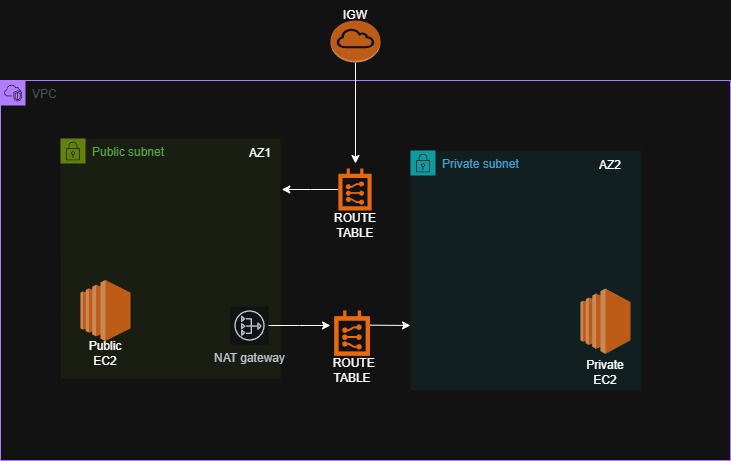 IGW
VPC
Public subnet
AZ1
Private subnet
AZ2
ROUTE
TABLE
Public
EC2
NAT gateway
ROUTE
TABLE
Private
EC2